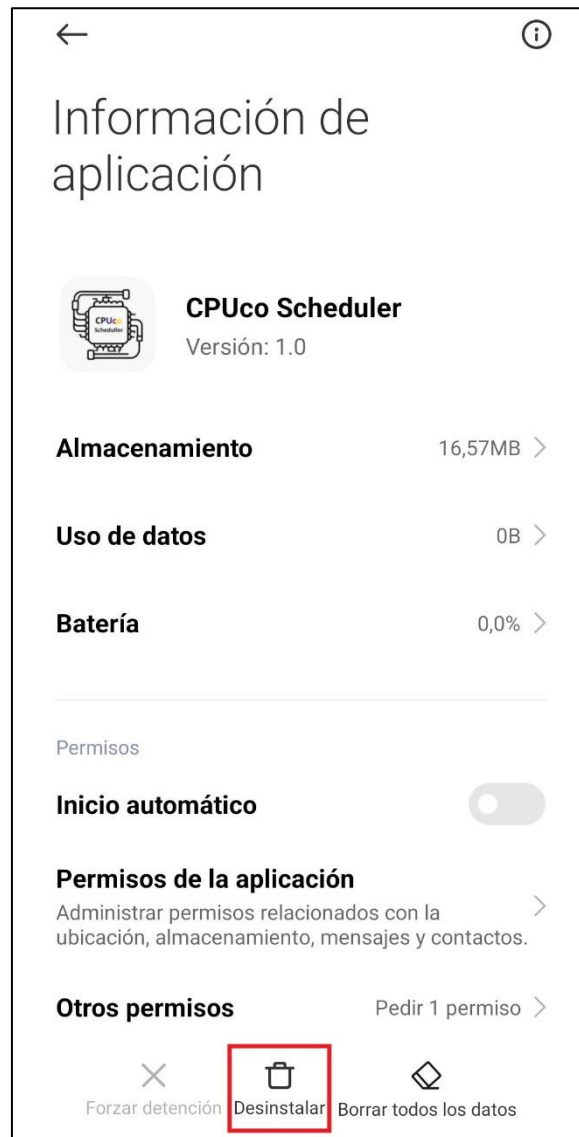 Información de
aplicación
CPUco
Scheduller
CPUco Scheduler
Versión: 1.0
Almacenamiento 16,57MB
Uso de datos 0B
Batería 0,0%
Permisos
Inicio automático
Permisos de la aplicación
Administrar permisos relacionados con la
ubicación, almacenamiento, mensajes y contactos.
Otros permisos Pedir 1 permiso
Forzar detención Desinstalar Borrar todos los datos